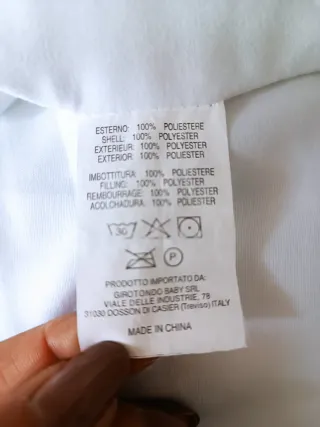 ESTERNO: 100% POLIESTERE
SHELL: 100% POLYESTER
EXTERIEUR: 100% POLYESTER
EXTERIOR: 100% POLIÉSTER
IMBOTTITURA: 100% POLIESTERE
FILLING: 100% POLYESTER
REMBOURRAGE: 100% POLYESTER
ACOLCHADURA: 100% POLIÉSTER
30
P
PRODOTTO IMPORTATO DA:
GIROTONDO BABY SRL
VIALE DELLE INDUSTRIE, 78
31030 DOSSON DI CASIER (Treviso) ITALY
MADE IN CHINA